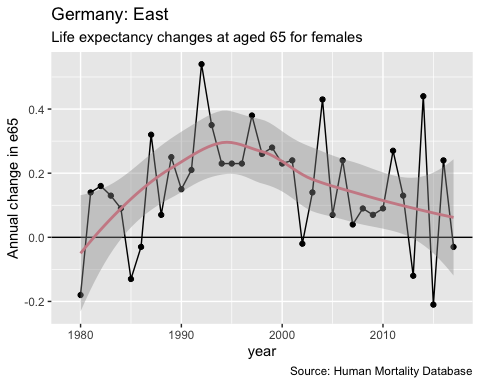 Germany: East
Life expectancy changes at aged 65 for females
Annual change in e65
0.4
0.2
0.0
-0.2
1980 1990 2000 2010
year
Source: Human Mortality Database